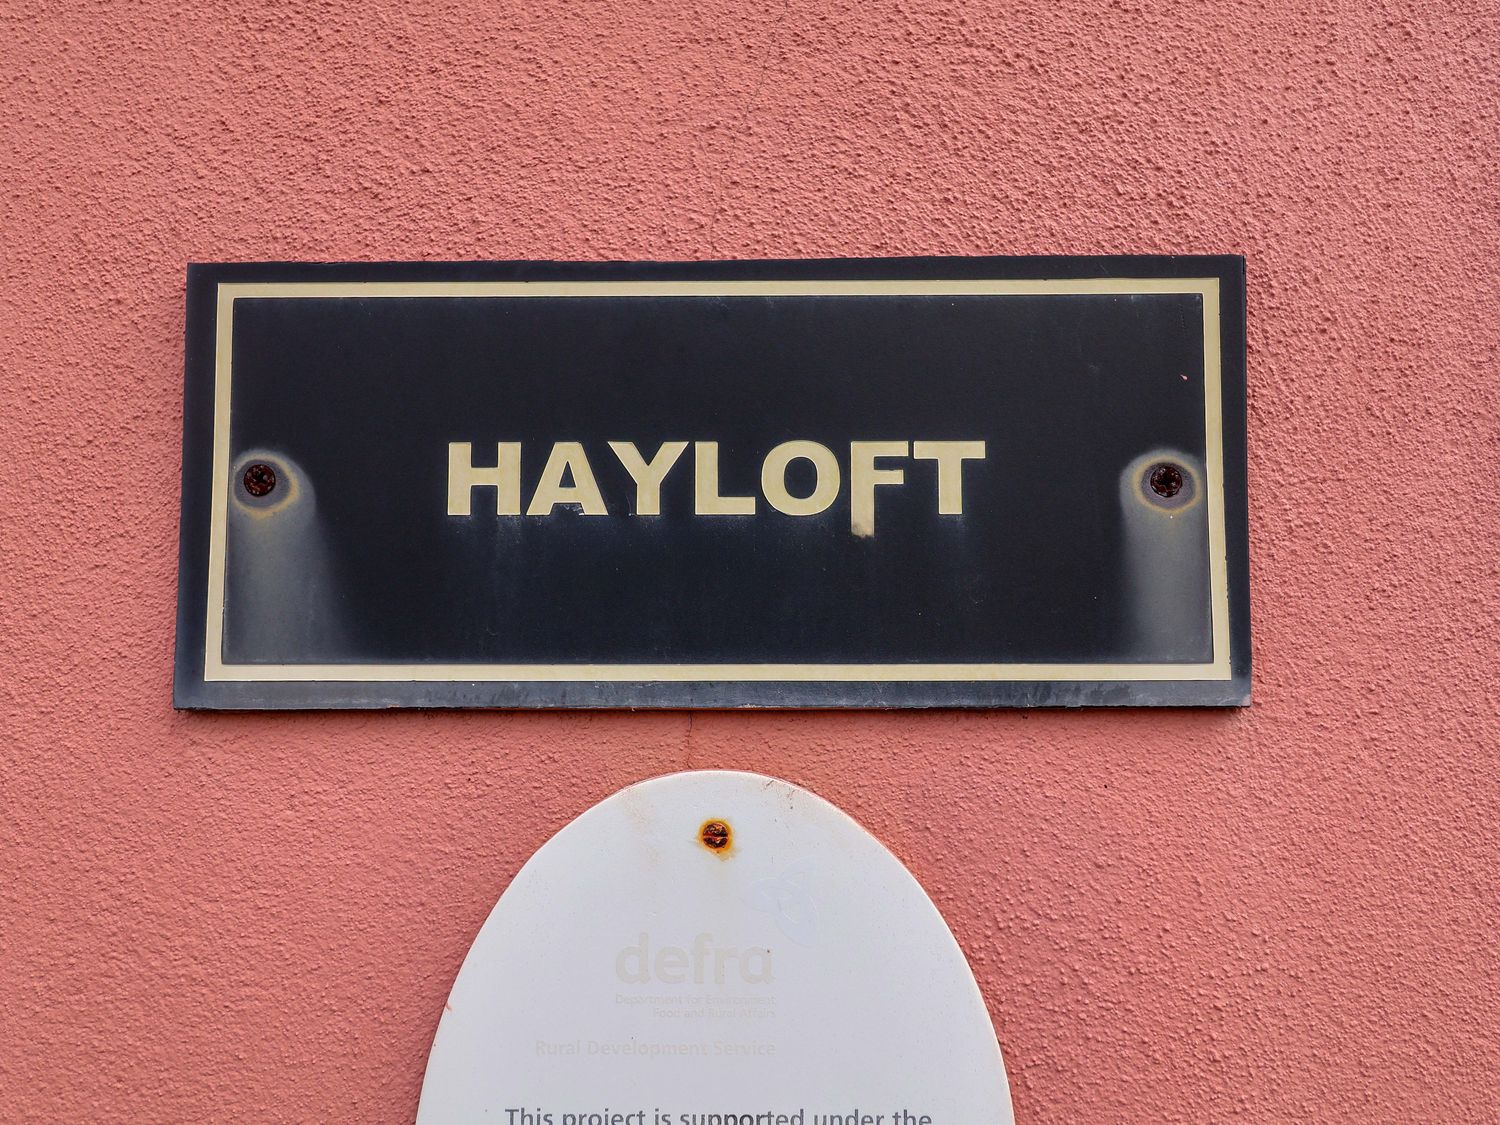 HAYLOFT
defra
Department for Environment
Food and Rural Affairs
Rural Development Service
This project is supported under the